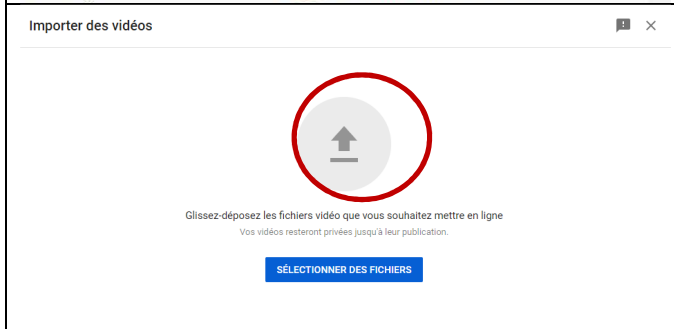 Importer des vidéos
Glissez-déposez les fichiers vidéo que vous souhaitez mettre en ligne
Vos vidéos resteront privées jusqu'à leur publication.
SÉLECTIONNER DES FICHIERS